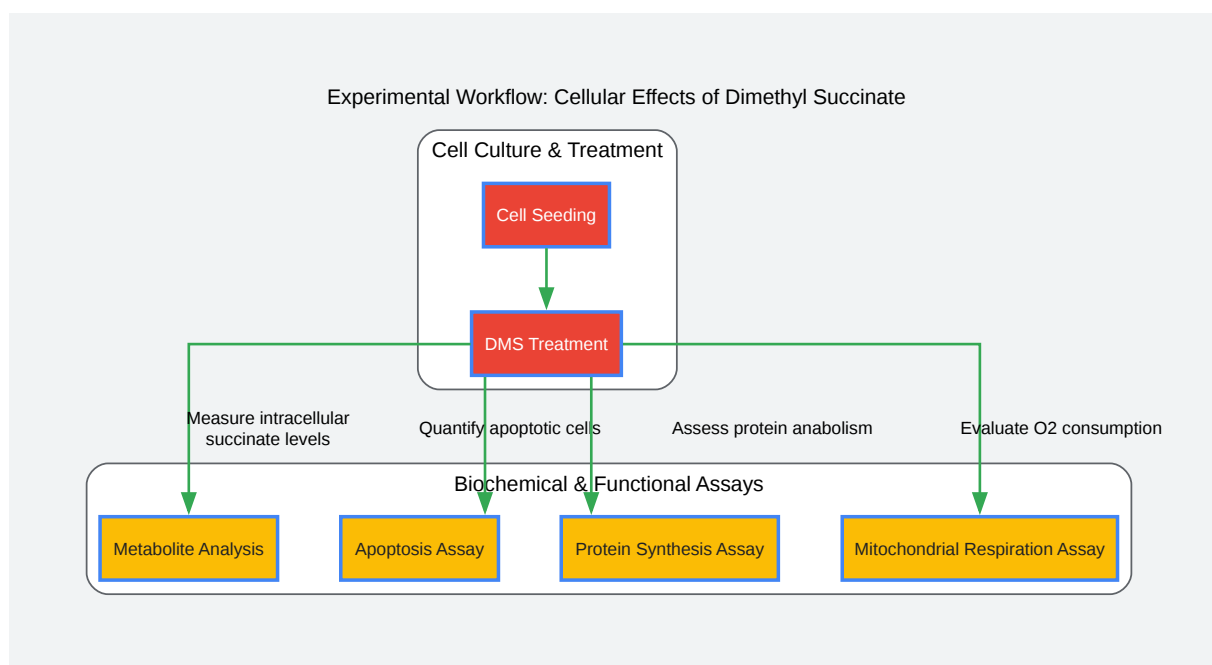 Experimental Workflow: Cellular Effects of Dimethyl Succinate
Cell Culture & Treatment
Cell Seeding
DMS Treatment
Measure intracellular
succinate levels
Quantify apoptotic cells
Assess protein anabolism
Evaluate O2 consumption
Biochemical & Functional Assays
Metabolite Analysis
Apoptosis Assay
Protein Synthesis Assay
Mitochondrial Respiration Assay